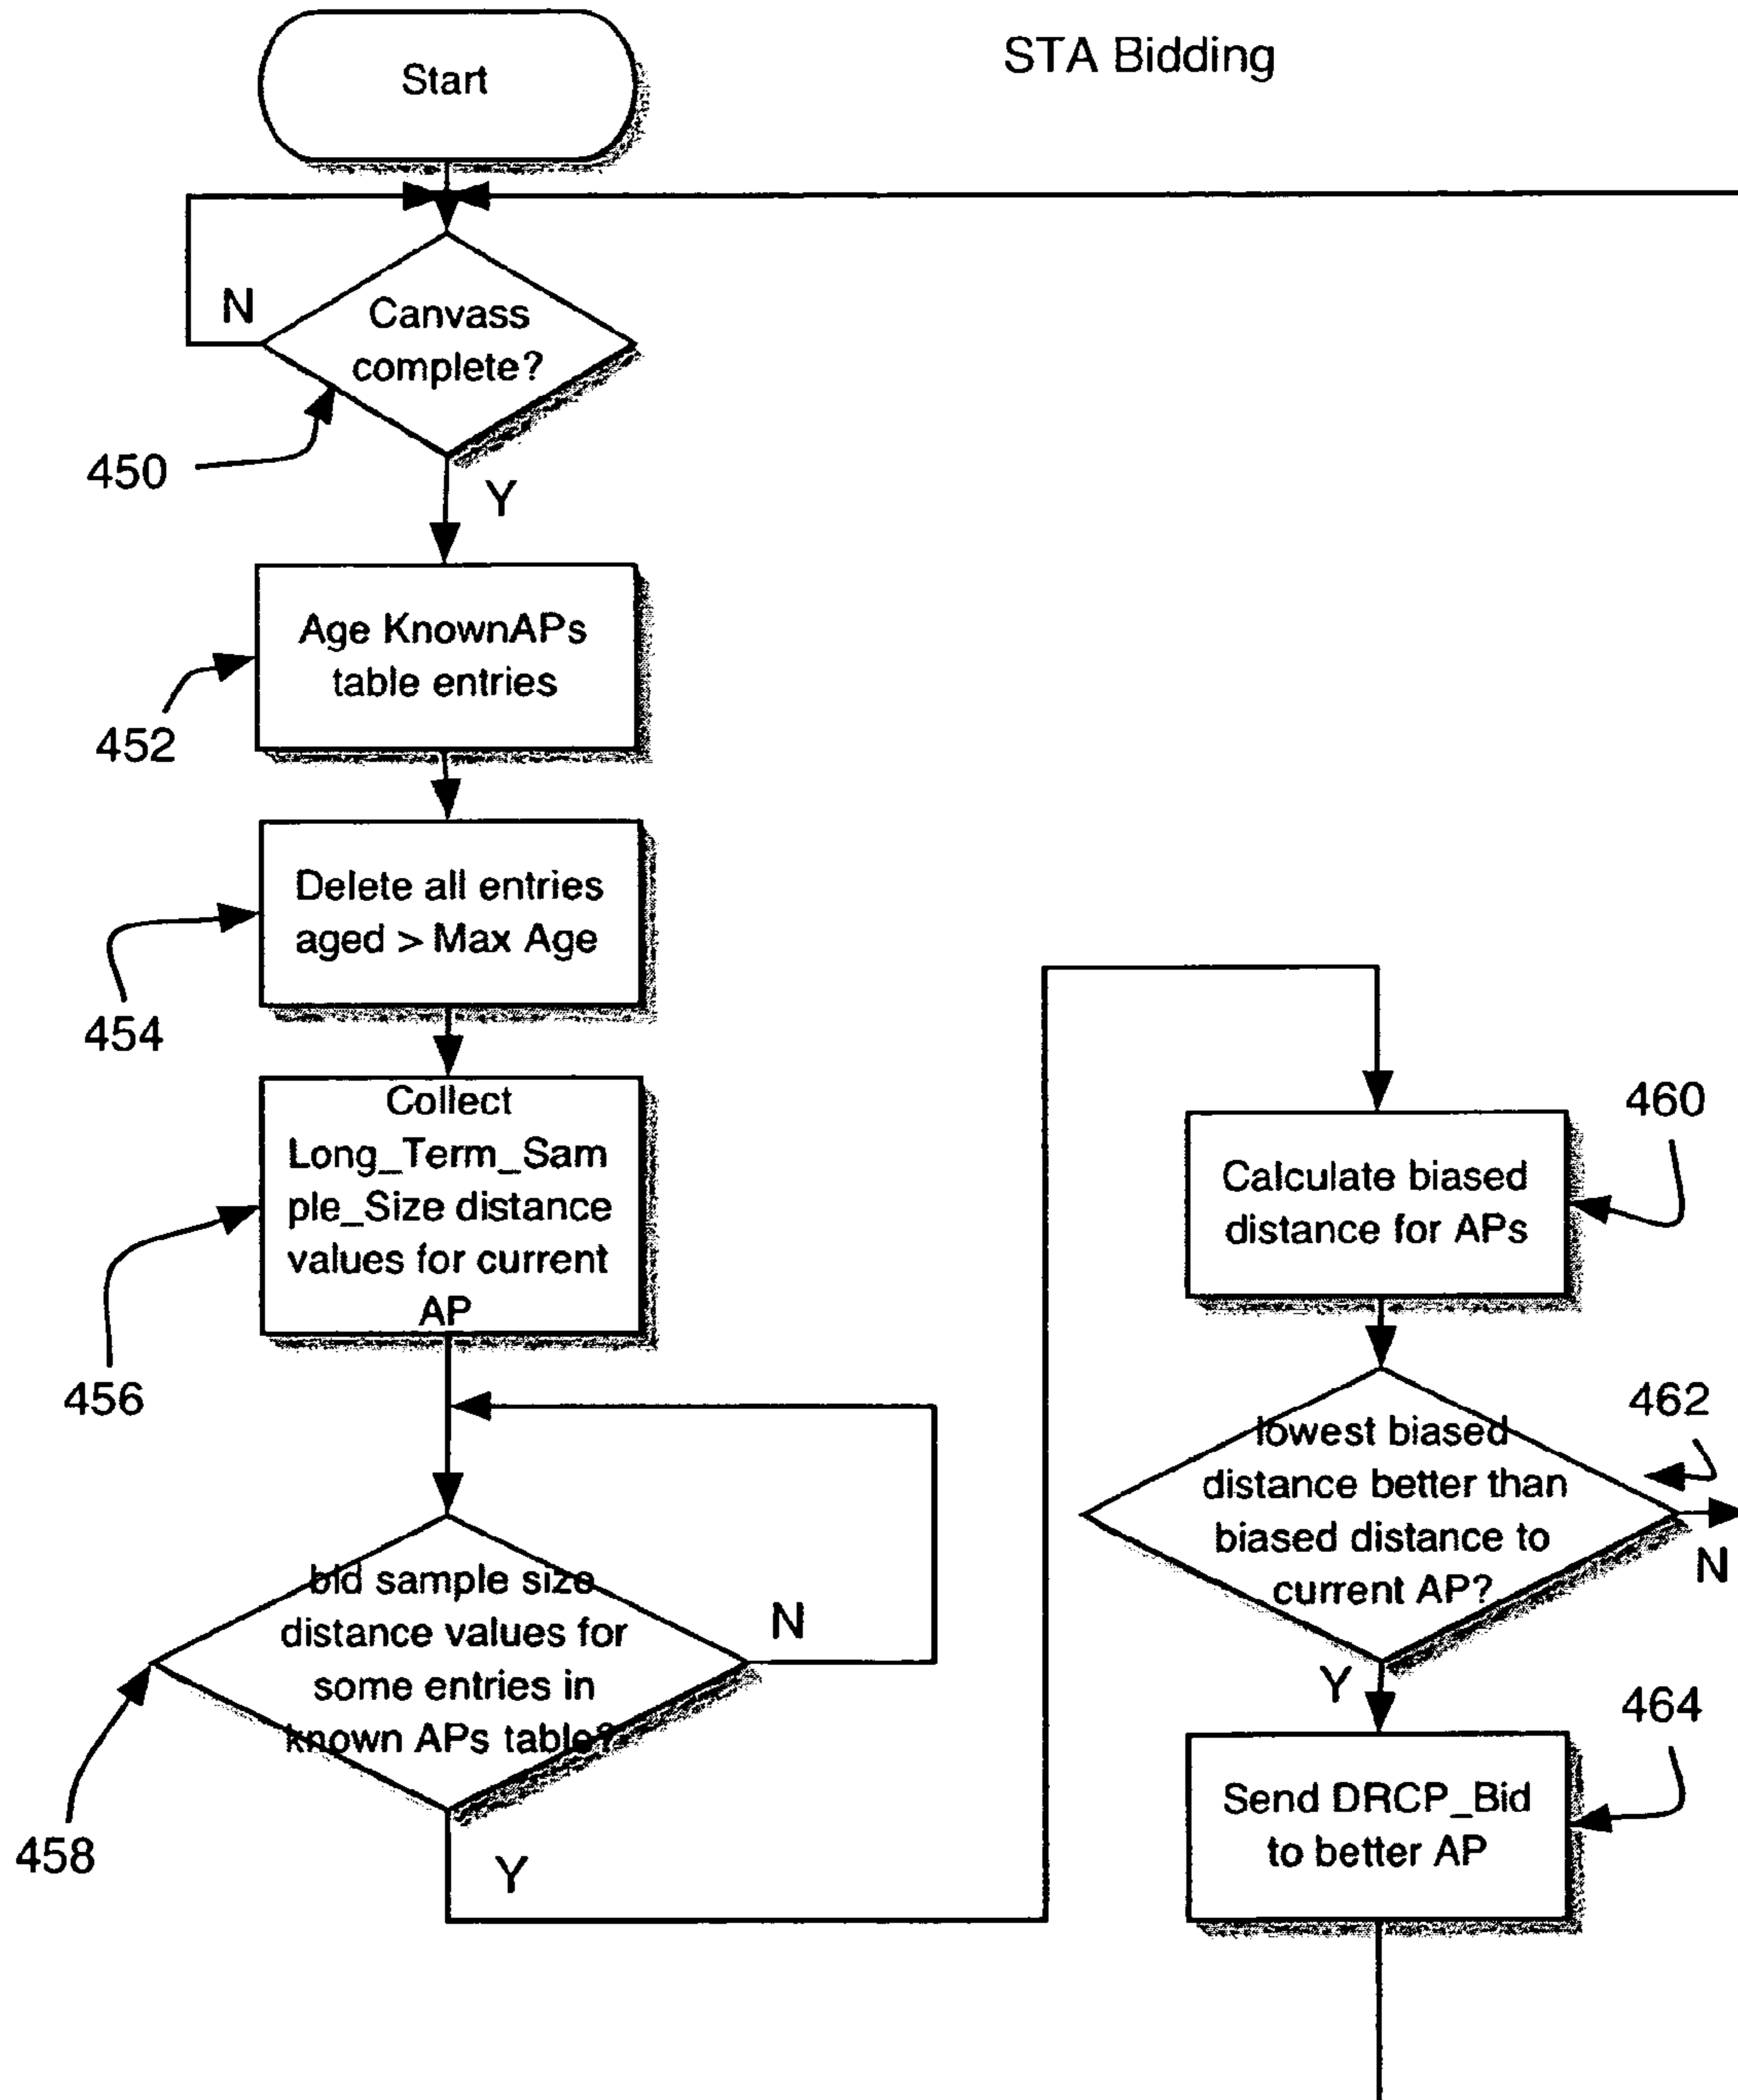 STA Bidding
Start
Canvass
complete?
N
Y
450
Age KnownAPs
table entries
452
Delete all entries
aged > Max Age
454
Collect
Long_Term_Sam
ple_Size distance
values for current
AP
456
bid sample size
distance values for
some entries in
known APs table?
N
Y
458
Calculate biased
distance for APs
460
lowest biased
distance better than
biased distance to
current AP?
462
N
Y
Send DRCP_Bid
to better AP
464